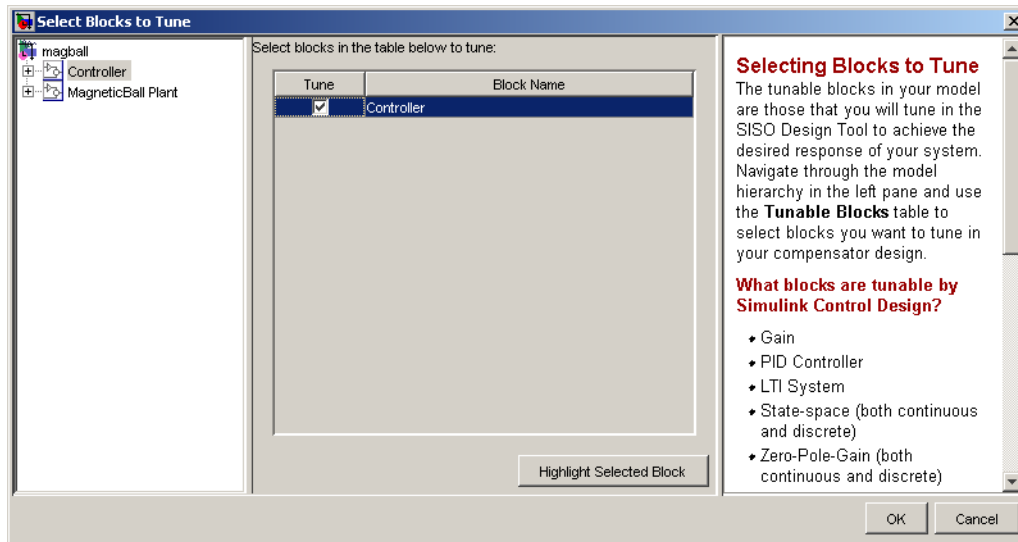 Select Blocks to Tune
magball
Controller
MagneticBall Plant
Select blocks in the table below to tune:
Tune
Block Name
Controller
Highlight Selected Block
Selecting Blocks to Tune
The tunable blocks in your model
are those that you will tune in the
SISO Design Tool to achieve the
desired response of your system.
Navigate through the model
hierarchy in the left pane and use
the Tunable Blocks table to
select blocks you want to tune in
your compensator design.
What blocks are tunable by
Simulink Control Design?
Gain
PID Controller
LTI System
State-space (both continuous
and discrete)
Zero-Pole-Gain (both
continuous and discrete)
OK
Cancel